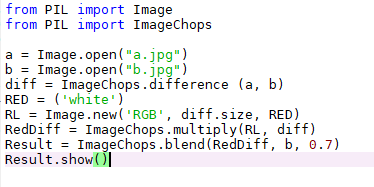 from PIL import Image
from PIL import ImageChops

a = Image.open("a.jpg")
b = Image.open("b.jpg")
diff = ImageChops.difference (a, b)
RED = ('white')
RL = Image.new('RGB', diff.size, RED)
RedDiff = ImageChops.multiply(RL, diff)
Result = ImageChops.blend(RedDiff, b, 0.7)
Result.show()